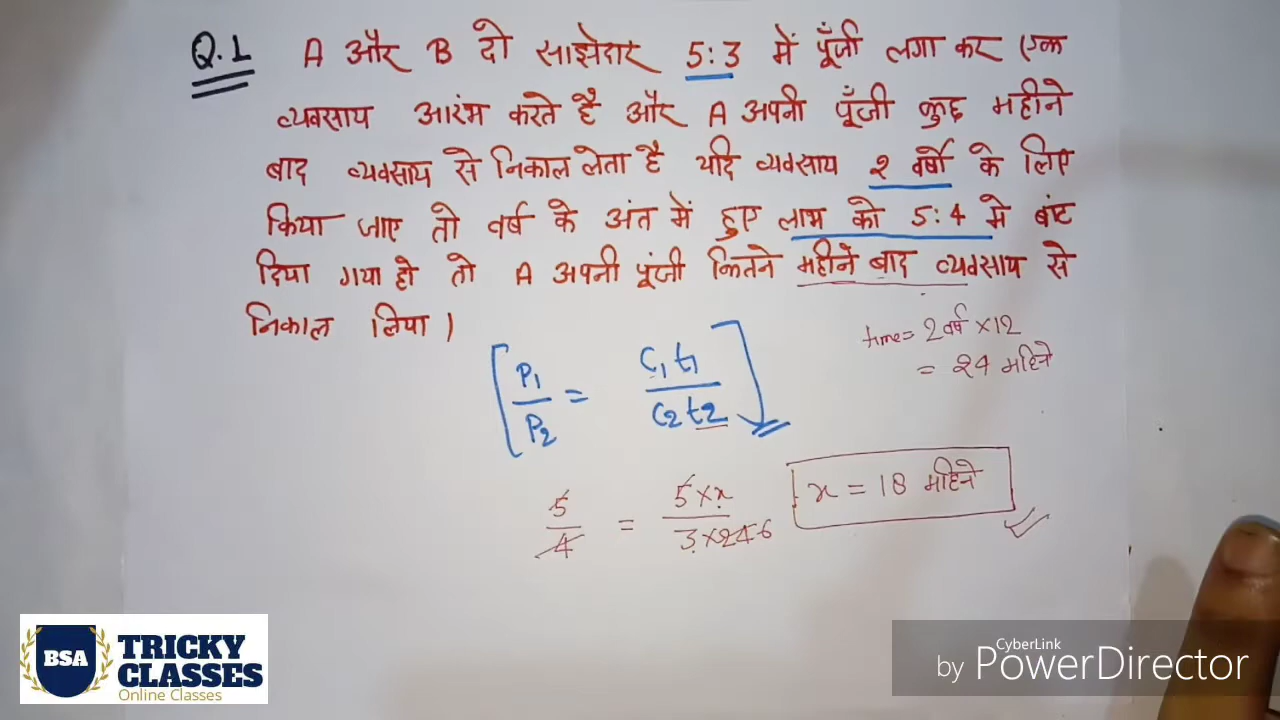 Q.1 A और B दो साझेदार 5:3 में पूँजी लगा कर एक
व्यवसाय आरंभ करते है और A अपनी पूँजी कुछ महीने
बाद व्यवसाय से निकाल लेता है यदि व्यवसाय २ वर्षो के लिए
किया जाए तो वर्ष के अंत में हुए लाभ को 5:4 मे बांट
दिया गया हो तो A अपनी पूंजी कितने महीने बाद व्यवसाय से
निकाल लिया।
time = 2 वर्ष × 12
= 24 महिने
P₁/P₂ = C₁t₁/C₂t2
5/4 = 5×x/3×24 6
x = 18 महिने
BSA TRICKY CLASSES
Online Classes
CyberLink
by PowerDirector